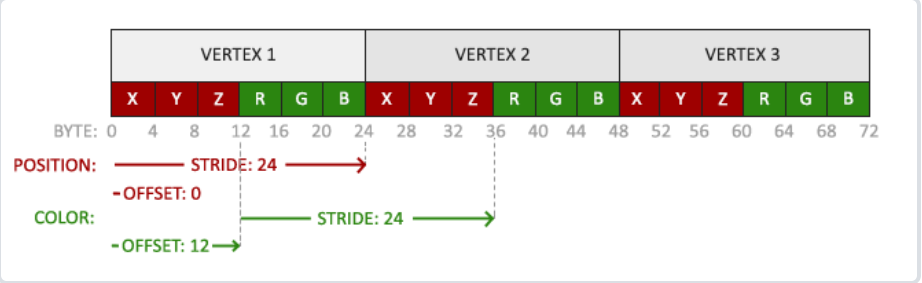 VERTEX 1 VERTEX 2 VERTEX 3
X Y Z R G B X Y Z R G B X Y Z R G B
BYTE: 0 4 8 12 16 20 24 28 32 36 40 44 48 52 56 60 64 68 72
POSITION: STRIDE: 24
OFFSET: 0
COLOR: STRIDE: 24
OFFSET: 12